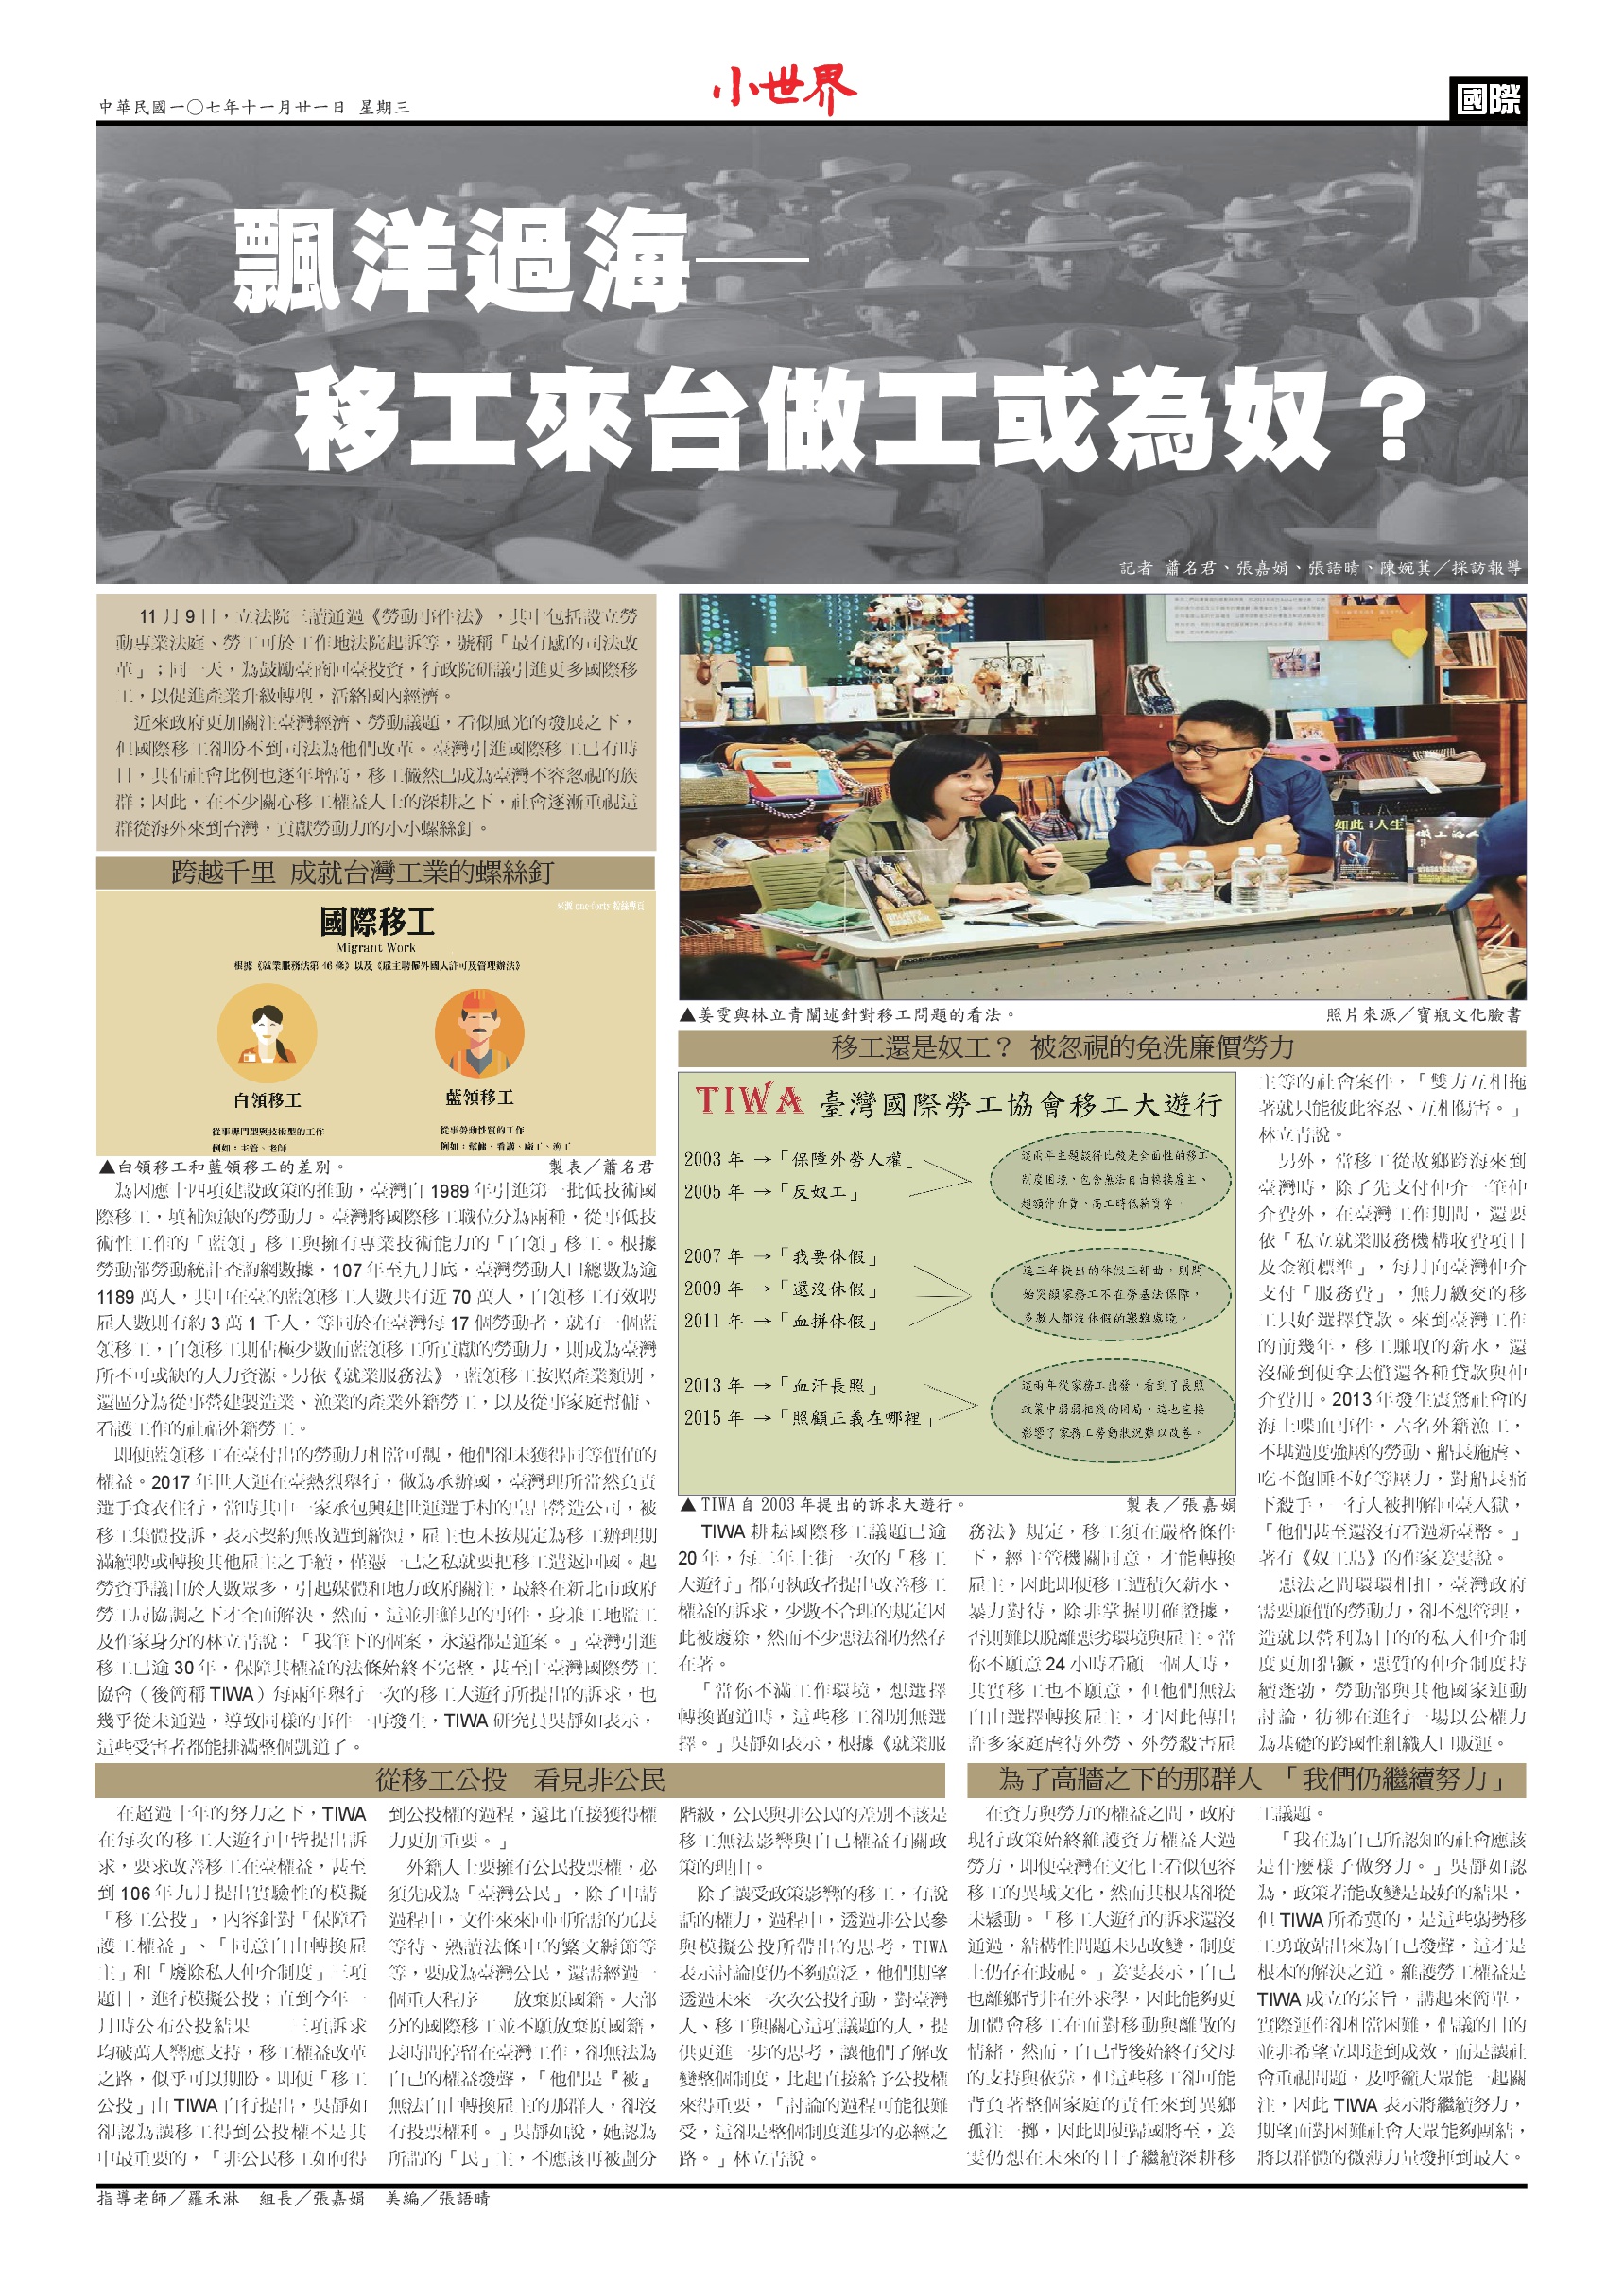 中華民國一〇七年十一月廿一日 星期三
小世界
國際
飄洋過海──
移工來台做工或為奴？
記者 蕭名君、張嘉娟、張語晴、陳婉萁／採訪報導
11 月 9 日，立法院三讀通過《勞動事件法》，其中包括設立勞
動專業法庭、勞工可於工作地法院起訴等，號稱「最有感的司法改
革」；同一天，為鼓勵臺商回臺投資，行政院研議引進更多國際移
工，以促進產業升級轉型，活絡國內經濟。
近來政府更加關注臺灣經濟、勞動議題，看似風光的發展之下，
但國際移工卻盼不到司法為他們改革。臺灣引進國際移工已有時
日，其佔社會比例也逐年增高，移工儼然已成為臺灣不容忽視的族
群；因此，在不少關心移工權益人士的深耕之下，社會逐漸重視這
群從海外來到台灣，貢獻勞動力的小小螺絲釘。
跨越千里 成就台灣工業的螺絲釘
來源 one-forty 粉絲專頁
國際移工
Migrant Work
根據《就業服務法第 46 條》以及《雇主聘僱外國人許可及管理辦法》
白領移工
從事專門型與技術型的工作
例如：主管、老師
藍領移工
從事勞動性質的工作
例如：幫傭、看護、廠工、漁工
▲白領移工和藍領移工的差別。 製表／蕭名君
為因應十四項建設政策的推動，臺灣自 1989 年引進第一批低技術國
際移工，填補短缺的勞動力。臺灣將國際移工職位分為兩種，從事低技
術性工作的「藍領」移工與擁有專業技術能力的「白領」移工。根據
勞動部勞動統計查詢網數據，107 年至九月底，臺灣勞動人口總數為逾
1189 萬人，其中在臺的藍領移工人數共有近 70 萬人，白領移工有效聘
雇人數則有約 3 萬 1 千人，等同於在臺灣每 17 個勞動者，就有一個藍
領移工，白領移工則佔極少數而藍領移工所貢獻的勞動力，則成為臺灣
所不可或缺的人力資源。另依《就業服務法》，藍領移工按照產業類別，
還區分為從事營建製造業、漁業的產業外籍勞工，以及從事家庭幫傭、
看護工作的社福外籍勞工。
即便藍領移工在臺付出的勞動力相當可觀，他們卻未獲得同等價值的
權益。2017 年世大運在臺熱烈舉行，做為承辦國，臺灣理所當然負責
選手食衣住行，當時其中一家承包興建世運選手村的皇昌營造公司，被
移工集體投訴，表示契約無故遭到縮短，雇主也未按規定為移工辦理期
滿續聘或轉換其他雇主之手續，僅憑一己之私就要把移工遣返回國。起
勞資爭議由於人數眾多，引起媒體和地方政府關注，最終在新北市政府
勞工局協調之下才全面解決，然而，這並非鮮見的事件，身兼工地監工
及作家身分的林立青說：「我筆下的個案，永遠都是通案。」臺灣引進
移工已逾 30 年，保障其權益的法條始終不完整，甚至由臺灣國際勞工
協會（後簡稱 TIWA）每兩年舉行一次的移工大遊行所提出的訴求，也
幾乎從未通過，導致同樣的事件一再發生，TIWA 研究員吳靜如表示，
這些受害者都能排滿整個凱道了。
如此 人生
做工的人
▲姜雯與林立青闡述針對移工問題的看法。 照片來源／寶瓶文化臉書
移工還是奴工？ 被忽視的免洗廉價勞力
TIWA 臺灣國際勞工協會移工大遊行
2003 年 →「保障外勞人權」
2005 年 →「反奴工」
這兩年主題談得比較是全面性的移工
制度困境，包含無法自由轉換雇主、
超額仲介費、高工時低薪資等。
2007 年 →「我要休假」
2009 年 →「還沒休假」
2011 年 →「血拼休假」
這三年提出的休假三部曲，則開
始突顯家務工不在勞基法保障，
多數人都沒休假的艱難處境。
2013 年 →「血汗長照」
2015 年 →「照顧正義在哪裡」
這兩年從家務工出發，看到了長照
政策中弱弱相殘的困局，這也直接
影響了家務工勞動狀況難以改善。
▲ TIWA 自 2003 年提出的訴求大遊行。 製表／張嘉娟
TIWA 耕耘國際移工議題已逾
20 年，每二年上街一次的「移工
大遊行」都向執政者提出改善移工
權益的訴求，少數不合理的規定因
此被廢除，然而不少惡法卻仍然存
在著。
「當你不滿工作環境，想選擇
轉換跑道時，這些移工卻別無選
擇。」吳靜如表示，根據《就業服
務法》規定，移工須在嚴格條件
下，經主管機關同意，才能轉換
雇主，因此即便移工遭積欠薪水、
暴力對待，除非掌握明確證據，
否則難以脫離惡劣環境與雇主。當
你不願意 24 小時看顧一個人時，
其實移工也不願意，但他們無法
自由選擇轉換雇主，才因此傳出
許多家庭虐待外勞、外勞殺害雇
主等的社會案件，「雙方互相拖
著就只能彼此容忍、互相傷害。」
林立青說。
另外，當移工從故鄉跨海來到
臺灣時，除了先支付仲介一筆仲
介費外，在臺灣工作期間，還要
依「私立就業服務機構收費項目
及金額標準」，每月向臺灣仲介
支付「服務費」，無力繳交的移
工只好選擇貸款。來到臺灣工作
的前幾年，移工賺取的薪水，還
沒碰到便拿去償還各種貸款與仲
介費用。2013 年發生震驚社會的
海上喋血事件，六名外籍漁工，
不堪過度強壓的勞動、船長施虐、
吃不飽睡不好等壓力，對船長痛
下殺手，一行人被押解回臺入獄，
「他們甚至還沒有看過新臺幣。」
著有《奴工島》的作家姜雯說。
惡法之間環環相扣，臺灣政府
需要廉價的勞動力，卻不想管理，
造就以營利為目的的私人仲介制
度更加猖獗，惡質的仲介制度持
續蓬勃，勞動部與其他國家連動
討論，彷彿在進行一場以公權力
為基礎的跨國性組織人口販運。
從移工公投 看見非公民
在超過十年的努力之下，TIWA
在每次的移工大遊行中皆提出訴
求，要求改善移工在臺權益，甚至
到 106 年九月提出實驗性的模擬
「移工公投」，內容針對「保障看
護工權益」、「同意自由轉換雇
主」和「廢除私人仲介制度」三項
題目，進行模擬公投；直到今年一
月時公布公投結果──三項訴求
均破萬人響應支持，移工權益改革
之路，似乎可以期盼。即便「移工
公投」由 TIWA 自行提出，吳靜如
卻認為讓移工得到公投權不是其
中最重要的，「非公民移工如何得
到公投權的過程，遠比直接獲得權
力更加重要。」
外籍人士要擁有公民投票權，必
須先成為「臺灣公民」，除了申請
過程中，文件來來回回所需的冗長
等待、熟讀法條中的繁文縟節等
等，要成為臺灣公民，還需經過一
個重大程序──放棄原國籍。大部
分的國際移工並不願放棄原國籍，
長時間停留在臺灣工作，卻無法為
自己的權益發聲，「他們是『被』
無法自由轉換雇主的那群人，卻沒
有投票權利。」吳靜如說，她認為
所謂的「民」主，不應該再被劃分
階級，公民與非公民的差別不該是
移工無法影響與自己權益有關政
策的理由。
除了讓受政策影響的移工，有說
話的權力，過程中，透過非公民參
與模擬公投所帶出的思考，TIWA
表示討論度仍不夠廣泛，他們期望
透過未來一次次公投行動，對臺灣
人、移工與關心這項議題的人，提
供更進一步的思考，讓他們了解改
變整個制度，比起直接給予公投權
來得重要，「討論的過程可能很難
受，這卻是整個制度進步的必經之
路。」林立青說。
為了高牆之下的那群人 「我們仍繼續努力」
在資方與勞方的權益之間，政府
現行政策始終維護資方權益大過
勞方，即便臺灣在文化上看似包容
移工的異域文化，然而其根基卻從
未鬆動。「移工大遊行的訴求還沒
通過，結構性問題未見改變，制度
上仍存在歧視。」姜雯表示，自己
也離鄉背井在外求學，因此能夠更
加體會移工在面對移動與離散的
情緒，然而，自己背後始終有父母
的支持與依靠，但這些移工卻可能
背負著整個家庭的責任來到異鄉
孤注一擲，因此即使歸國將至，姜
雯仍想在未來的日子繼續深耕移
工議題。
「我在為自己所認知的社會應該
是什麼樣子做努力。」吳靜如認
為，政策若能改變是最好的結果，
但 TIWA 所希冀的，是這些弱勢移
工勇敢站出來為自己發聲，這才是
根本的解決之道。維護勞工權益是
TIWA 成立的宗旨，講起來簡單，
實際運作卻相當困難，倡議的目的
並非希望立即達到成效，而是讓社
會重視問題，及呼籲大眾能一起關
注，因此 TIWA 表示將繼續努力，
期望面對困難社會大眾能夠團結，
將以群體的微薄力量發揮到最大。
指導老師／羅禾淋 組長／張嘉娟 美編／張語晴